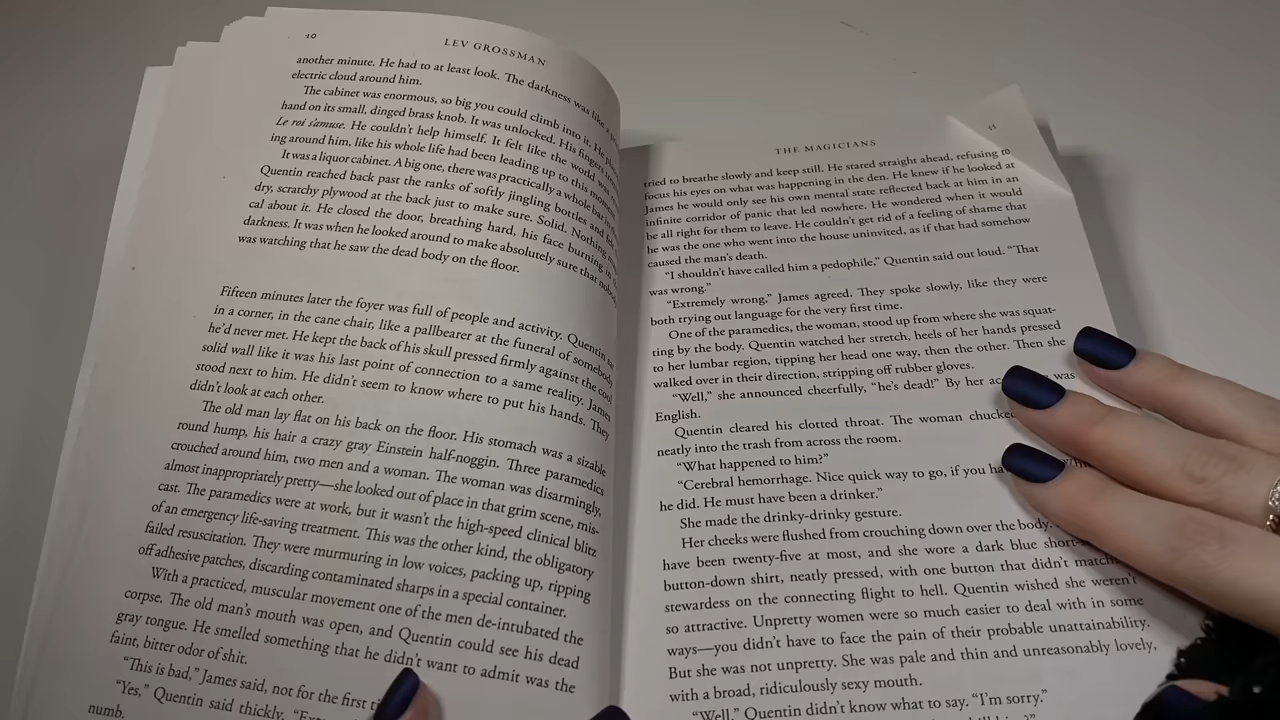 40
LEV GROSSMAN
another minute. He had to at least look. The darkness was like a
electric cloud around him.
The cabinet was enormous, so big you could climb into it. He
hand on its small, dinged brass knob. It was unlocked. His fingers
Le roi s'amuse. He couldn't help himself. It felt like the world was
ing around him, like his whole life had been leading up to this moment
It was a liquor cabinet. A big one, there was practically a whole bar in
Quentin reached back past the ranks of softly jingling bottles and felt
dry, scratchy plywood at the back just to make sure. Solid. Nothing
cal about it. He closed the door, breathing hard, his face burning in the
darkness. It was when he looked around to make absolutely sure that nobody
was watching that he saw the dead body on the floor.
Fifteen minutes later the foyer was full of people and activity. Quentin
in a corner, in the cane chair, like a pallbearer at the funeral of somebody
he'd never met. He kept the back of his skull pressed firmly against the cool
solid wall like it was his last point of connection to a same reality. James
stood next to him. He didn't seem to know where to put his hands. They
didn't look at each other.
The old man lay flat on his back on the floor. His stomach was a sizable
round hump, his hair a crazy gray Einstein half-noggin. Three paramedics
crouched around him, two men and a woman. The woman was disarmingly,
almost inappropriately pretty—she looked out of place in that grim scene, mis-
cast. The paramedics were at work, but it wasn't the high-speed clinical blitz
of an emergency life-saving treatment. This was the other kind, the obligatory
failed resuscitation. They were murmuring in low voices, packing up, ripping
off adhesive patches, discarding contaminated sharps in a special container.
With a practiced, muscular movement one of the men de-intubated the
corpse. The old man's mouth was open, and Quentin could see his dead
gray tongue. He smelled something that he didn't want to admit was the
faint, bitter odor of shit.
"This is bad," James said, not for the first
"Yes," Quentin said thickly.
numb.
41
THE MAGICIANS
tried to breathe slowly and keep still. He stared straight ahead, refusing to
focus his eyes on what was happening in the den. He knew if he looked at
James he would only see his own mental state reflected back at him in an
infinite corridor of panic that led nowhere. He wondered when it would
be all right for them to leave. He couldn't get rid of a feeling of shame that
he was the one who went into the house uninvited, as if that had somehow
caused the man's death.
"I shouldn't have called him a pedophile," Quentin said out loud. "That
was wrong."
"Extremely wrong," James agreed. They spoke slowly, like they were
both trying out language for the very first time.
One of the paramedics, the woman, stood up from where she was squat-
ting by the body. Quentin watched her stretch, heels of her hands pressed
to her lumbar region, tipping her head one way, then the other. Then she
walked over in their direction, stripping off rubber gloves.
"Well," she announced cheerfully, "he's dead!" By her was
English.
Quentin cleared his clotted throat. The woman chucked
neatly into the trash from across the room.
"What happened to him?"
"Cerebral hemorrhage. Nice quick way to go, if you
he did. He must have been a drinker."
She made the drinky-drinky gesture.
Her cheeks were flushed from crouching down over the body.
have been twenty-five at most, and she wore a dark blue
button-down shirt, neatly pressed, with one button that didn't
stewardess on the connecting flight to hell. Quentin wished she weren't
so attractive. Unpretty women were so much easier to deal with in some
ways—you didn't have to face the pain of their probable unattainability.
But she was not unpretty. She was pale and thin and unreasonably lovely,
with a broad, ridiculously sexy mouth.
"Well," Quentin didn't know what to say. "I'm sorry."